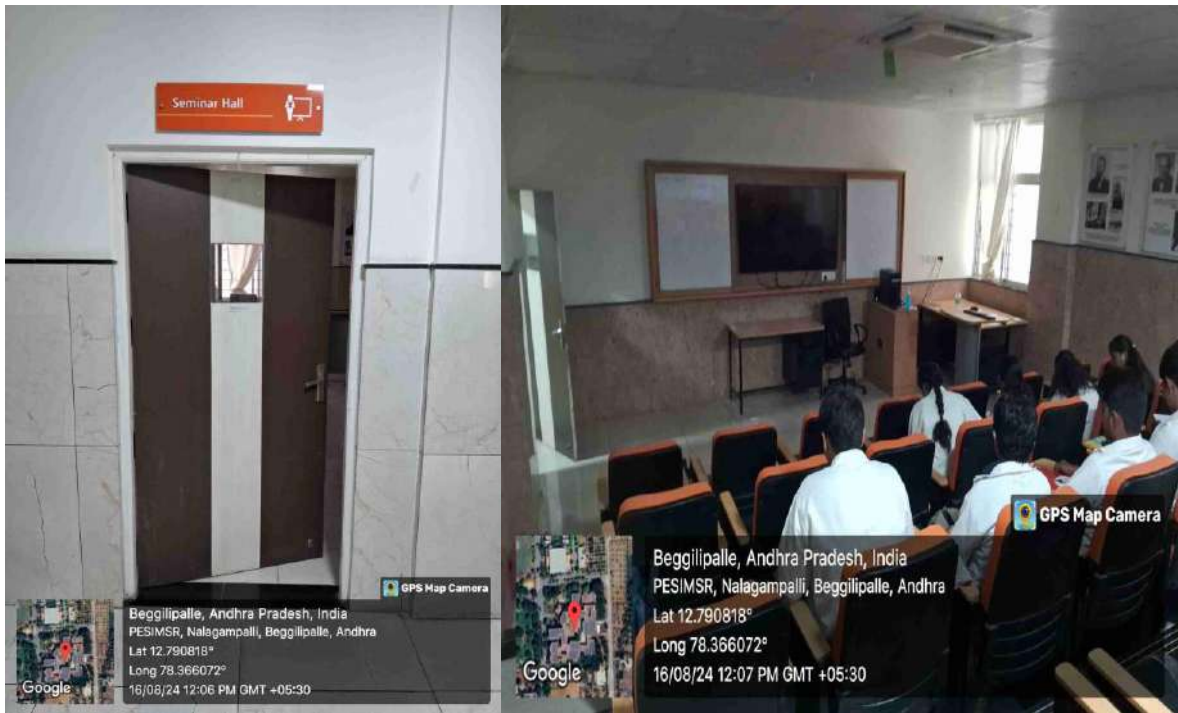 Seminar Hall
GPS Map Camera
Beggilipalle, Andhra Pradesh, India
PESIMSR, Nalagampalli, Beggilipalle, Andhra
Lat 12.790818°
Long 78.366072°
16/08/24 12:06 PM GMT +05:30
Google
GPS Map Camera
Beggilipalle, Andhra Pradesh, India
PESIMSR, Nalagampalli, Beggilipalle, Andhra
Lat 12.790818°
Long 78.366072°
16/08/24 12:07 PM GMT +05:30
Google